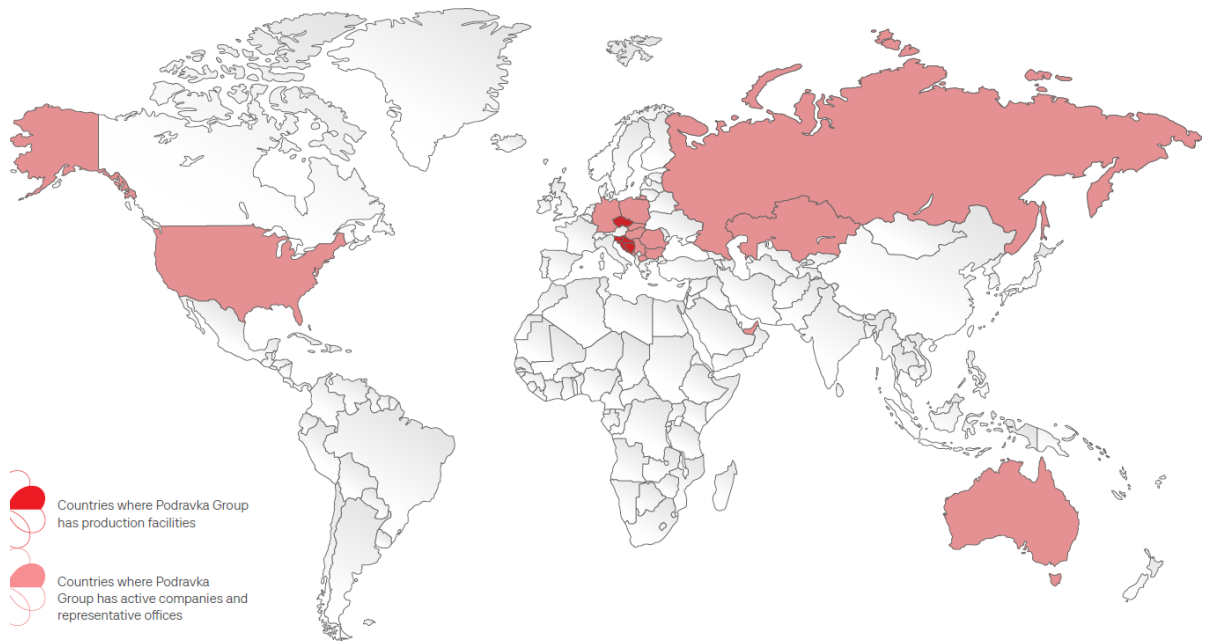 Countries where Podravka Group
has production facilities
Countries where Podravka
Group has active companies and
representative offices